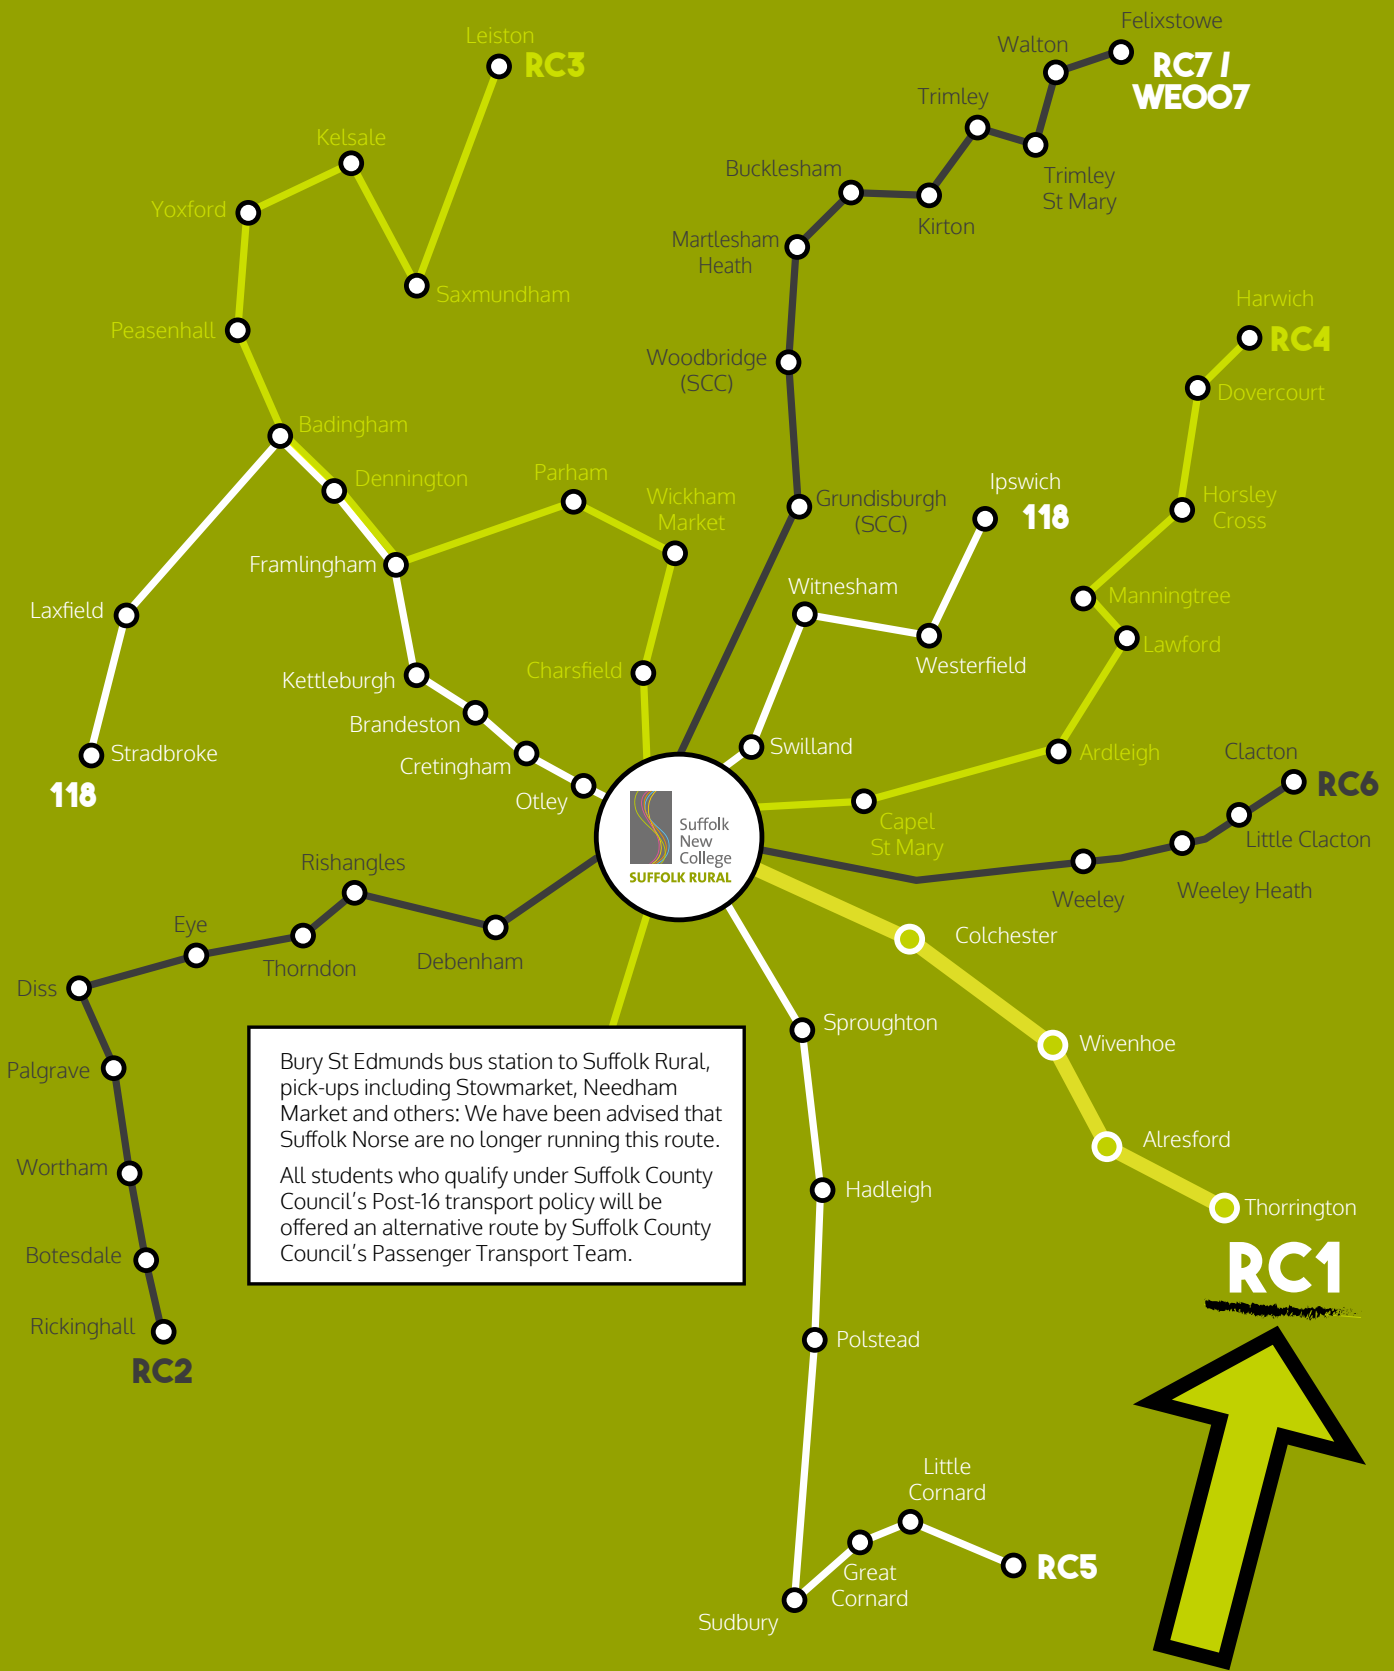 Leiston
RC3
Kelsale
Yoxford
Saxmundham
Peasenhall
Badingham
Dennington
Parham
Wickham
Market
Framlingham
Charsfield
Laxfield
Kettleburgh
Brandeston
Cretingham
Otley
Stradbroke
118
Felixstowe
RC7 /
WE007
Walton
Trimley
Trimley
St Mary
Bucklesham
Kirton
Martlesham
Heath
Woodbridge
(SCC)
Grundisburgh
(SCC)
Ipswich
118
Witnesham
Westerfield
Swilland
Harwich
RC4
Dovercourt
Horsley
Cross
Manningtree
Lawford
Ardleigh
Capel
St Mary
Clacton
RC6
Little Clacton
Weeley Heath
Weeley
Suffolk
New
College
SUFFOLK RURAL
Rishangles
Eye
Thorndon
Debenham
Diss
Palgrave
Wortham
Botesdale
Rickinghall
RC2
Colchester
Wivenhoe
Alresford
Thorrington
RC1
Sproughton
Hadleigh
Polstead
Little
Cornard
Great
Cornard
Sudbury
RC5
Bury St Edmunds bus station to Suffolk Rural,
pick-ups including Stowmarket, Needham
Market and others: We have been advised that
Suffolk Norse are no longer running this route.
All students who qualify under Suffolk County
Council’s Post-16 transport policy will be
offered an alternative route by Suffolk County
Council’s Passenger Transport Team.